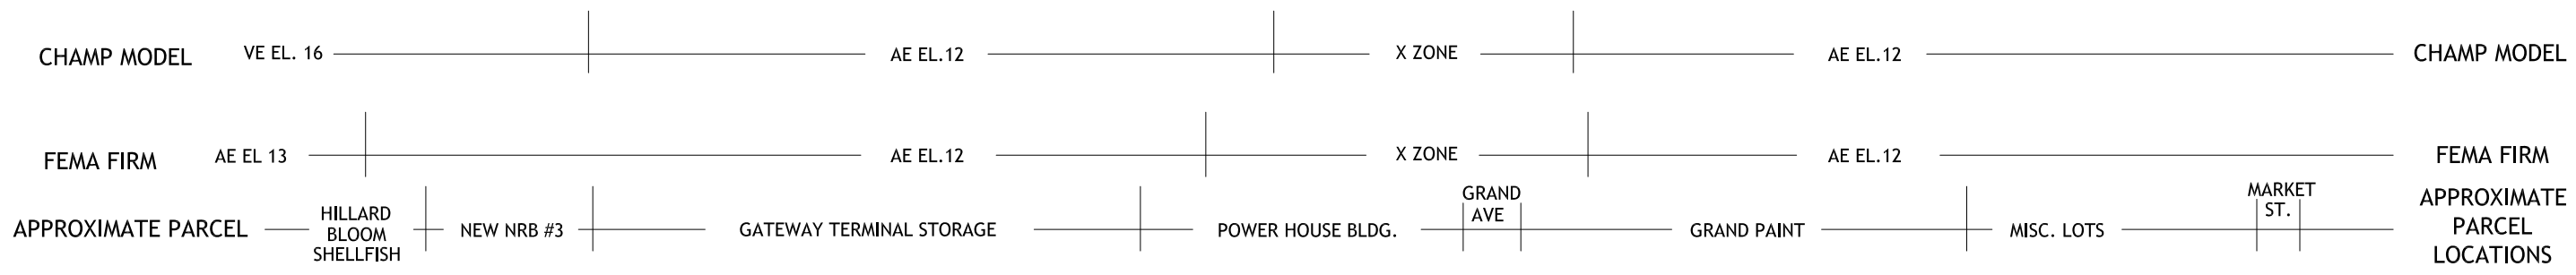 CHAMP MODEL VE EL. 16 AE EL.12 X ZONE AE EL.12 CHAMP MODEL
FEMA FIRM AE EL 13 AE EL.12 X ZONE AE EL.12 FEMA FIRM
APPROXIMATE PARCEL
HILLARD
BLOOM
SHELLFISH
NEW NRB #3
GATEWAY TERMINAL STORAGE
POWER HOUSE BLDG.
GRAND
AVE
GRAND PAINT
MISC. LOTS
MARKET
ST.
APPROXIMATE
PARCEL
LOCATIONS